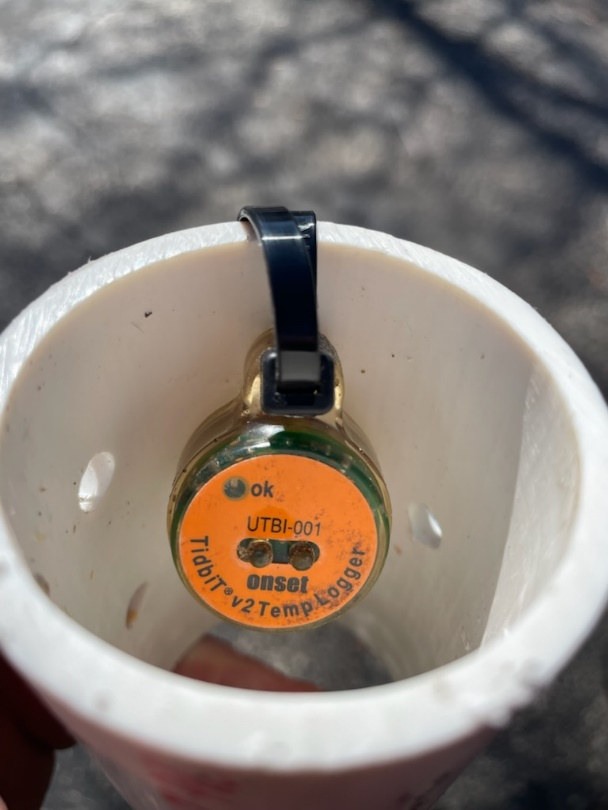 ok
UTBI-001
onset
TidbiT® v2 Temp Logger